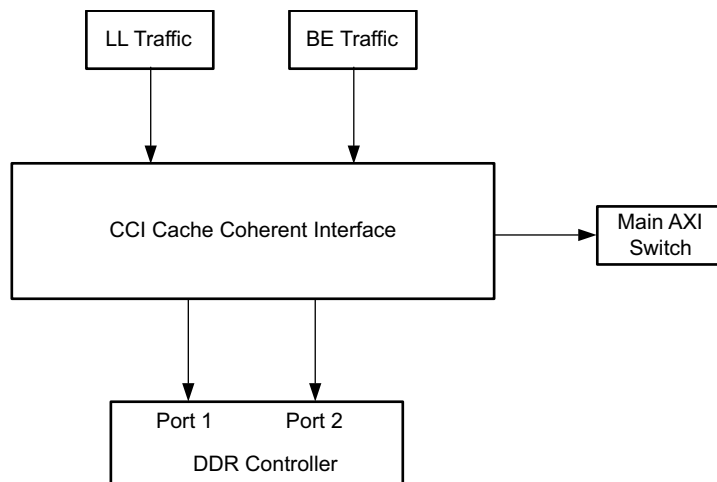 LL Traffic
BE Traffic
CCI Cache Coherent Interface
Main AXI
Switch
Port 1
Port 2
DDR Controller